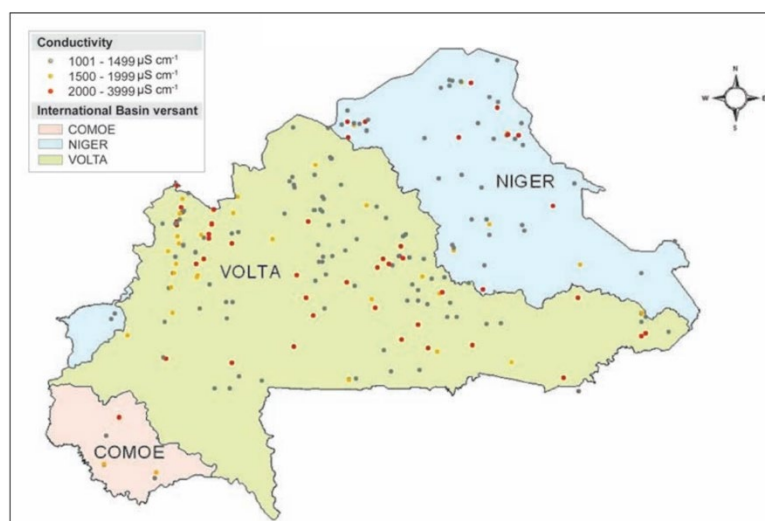 Conductivity
1001 - 1499 µS cm⁻¹
1500 - 1999 µS cm⁻¹
2000 - 3999 µS cm⁻¹
International Basin versant
COMOE
NIGER
VOLTA
N
W E
S
NIGER
VOLTA
COMOE